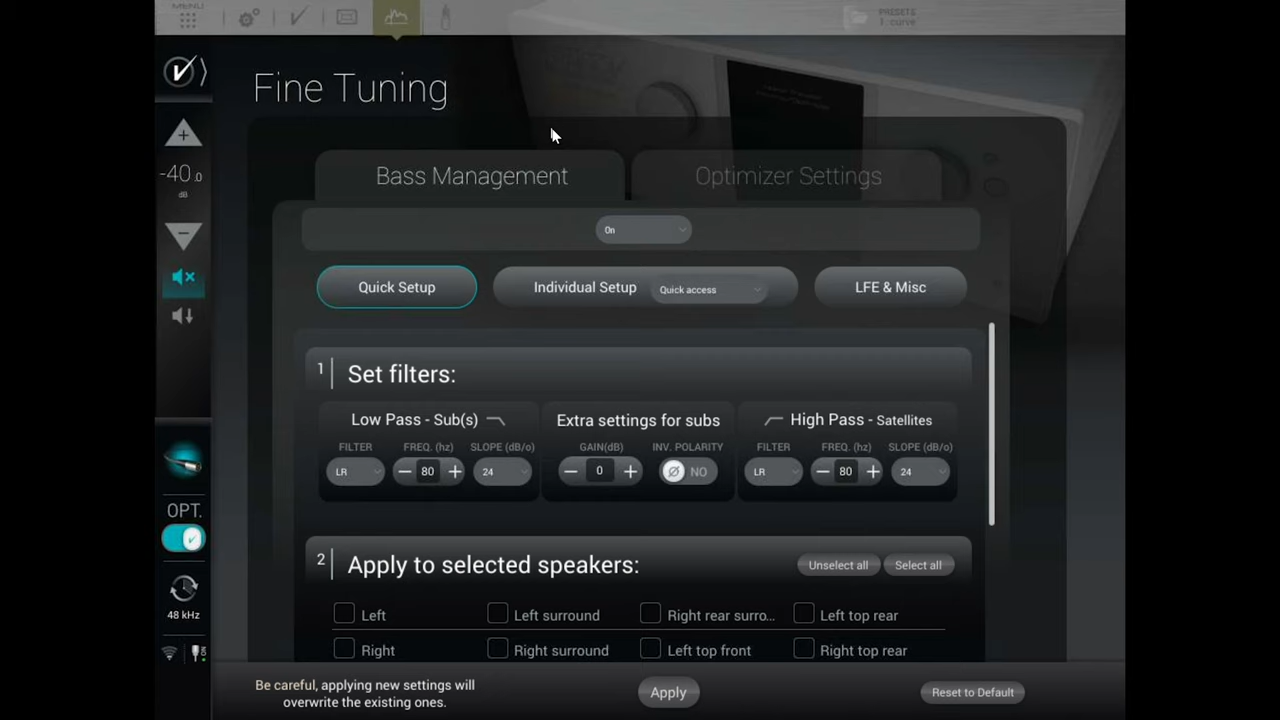 MENU
PRESETS
1: curve
Fine Tuning
Bass Management
Optimizer Settings
-40.0
dB
On
Quick Setup
Individual Setup
Quick access
LFE & Misc
1
Set filters:
Low Pass - Sub(s)
Extra settings for subs
High Pass - Satellites
FILTER
FREQ. (hz)
SLOPE (dB/o)
GAIN(dB)
INV. POLARITY
FILTER
FREQ. (hz)
SLOPE (dB/o)
LR
80
24
0
NO
LR
80
24
OPT.
48 kHz
2
Apply to selected speakers:
Unselect all
Select all
Left
Left surround
Right rear surro...
Left top rear
Right
Right surround
Left top front
Right top rear
ON
Be careful, applying new settings will
overwrite the existing ones.
Apply
Reset to Default